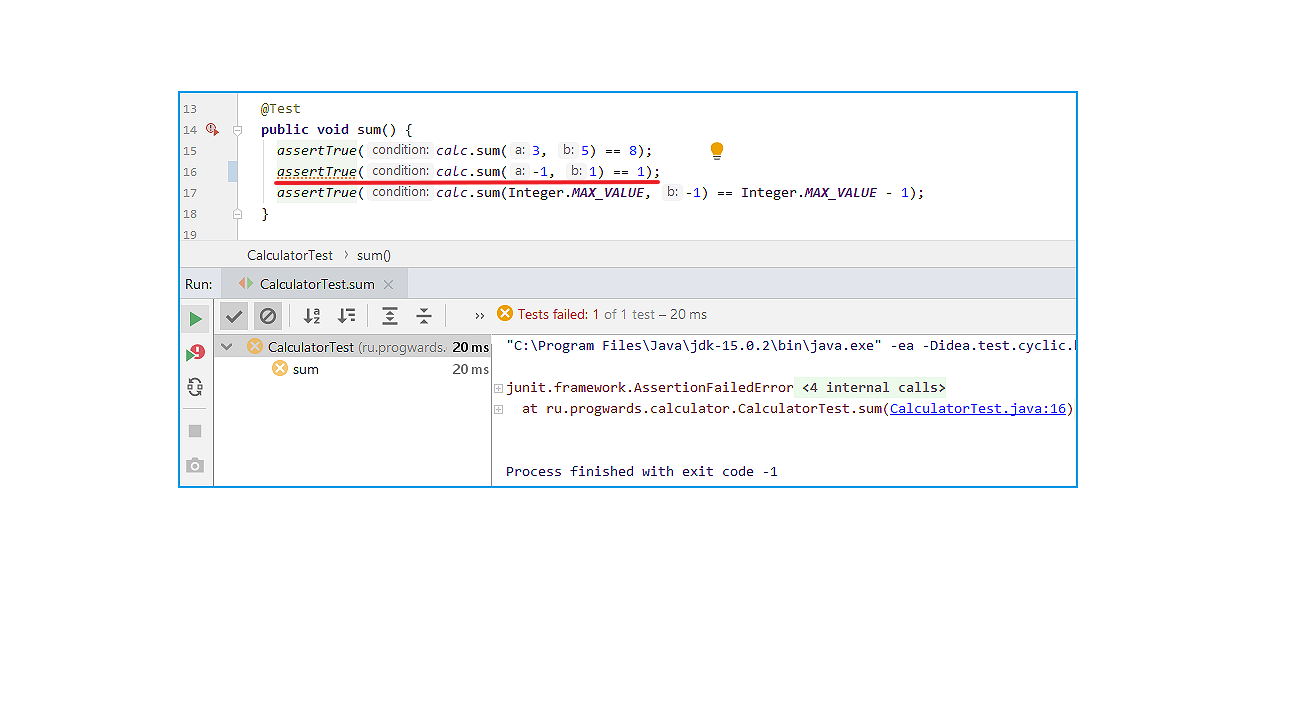 13 @Test
14 public void sum() {
15 assertTrue( condition: calc.sum( a: 3, b: 5) == 8);
16 assertTrue( condition: calc.sum( a: -1, b: 1) == 1);
17 assertTrue( condition: calc.sum(Integer.MAX_VALUE, b: -1) == Integer.MAX_VALUE - 1);
18 }
19
CalculatorTest › sum()
Run: CalculatorTest.sum
» Tests failed: 1 of 1 test – 20 ms
CalculatorTest (ru.progwards. 20 ms
sum 20 ms
"C:\Program Files\Java\jdk-15.0.2\bin\java.exe" -ea -Didea.test.cyclic.
junit.framework.AssertionFailedError <4 internal calls>
at ru.progwards.calculator.CalculatorTest.sum(CalculatorTest.java:16)
Process finished with exit code -1